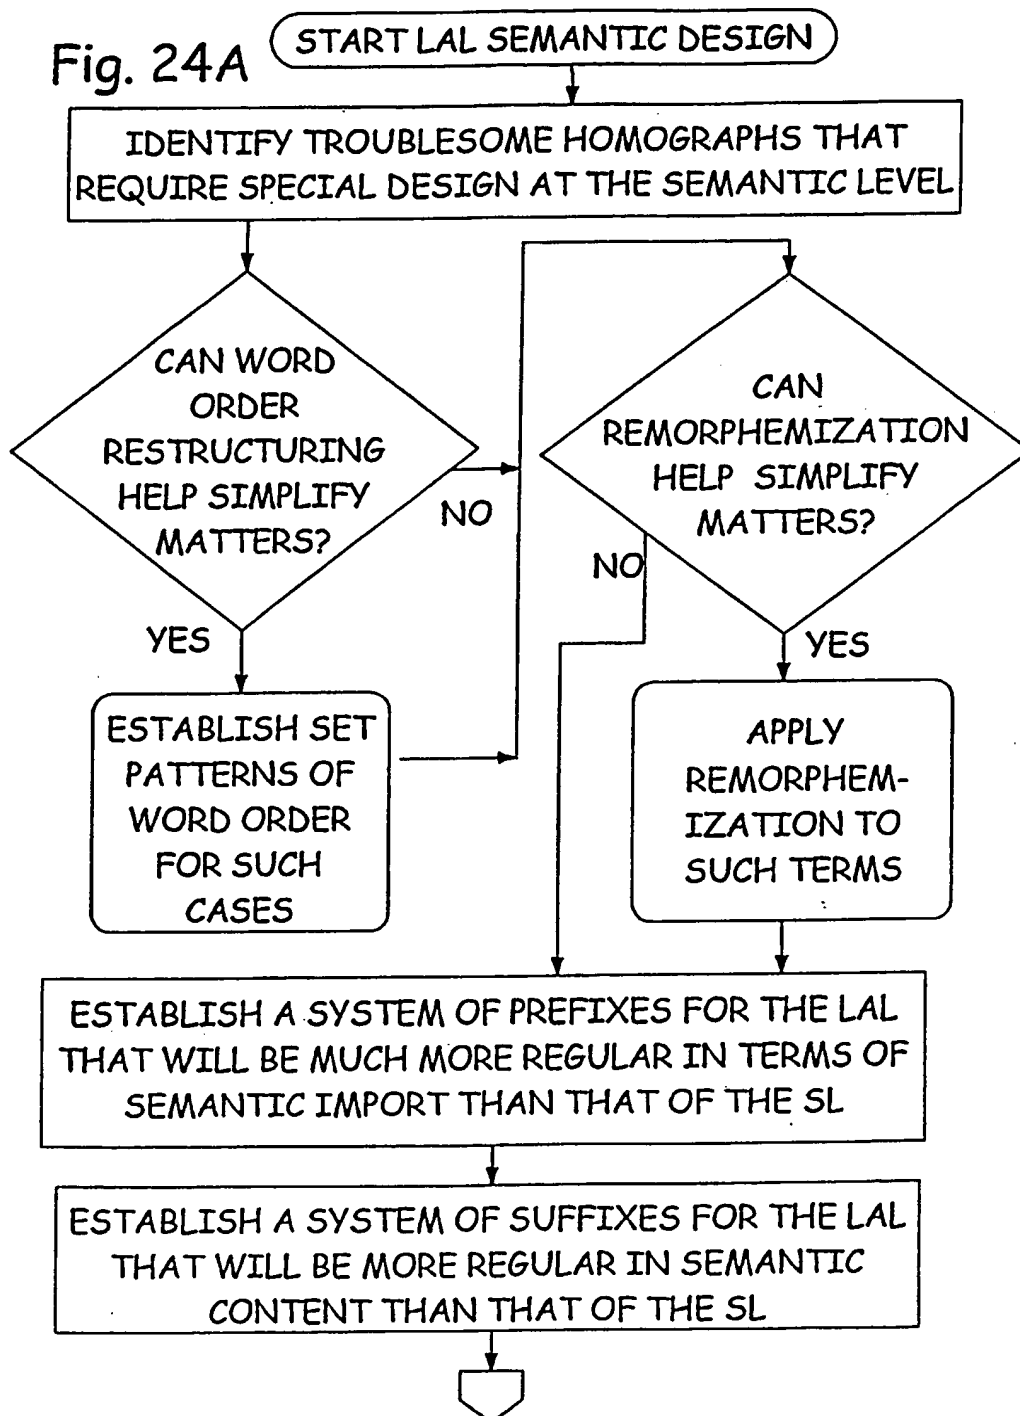 Fig. 24A
START LAL SEMANTIC DESIGN
IDENTIFY TROUBLESOME HOMOGRAPHS THAT
REQUIRE SPECIAL DESIGN AT THE SEMANTIC LEVEL
CAN WORD
ORDER
RESTRUCTURING
HELP SIMPLIFY
MATTERS?
NO
YES
ESTABLISH SET
PATTERNS OF
WORD ORDER
FOR SUCH
CASES
CAN
REMORPHEMIZATION
HELP SIMPLIFY
MATTERS?
NO
YES
APPLY
REMORPHEM-
IZATION TO
SUCH TERMS
ESTABLISH A SYSTEM OF PREFIXES FOR THE LAL
THAT WILL BE MUCH MORE REGULAR IN TERMS OF
SEMANTIC IMPORT THAN THAT OF THE SL
ESTABLISH A SYSTEM OF SUFFIXES FOR THE LAL
THAT WILL BE MORE REGULAR IN SEMANTIC
CONTENT THAN THAT OF THE SL